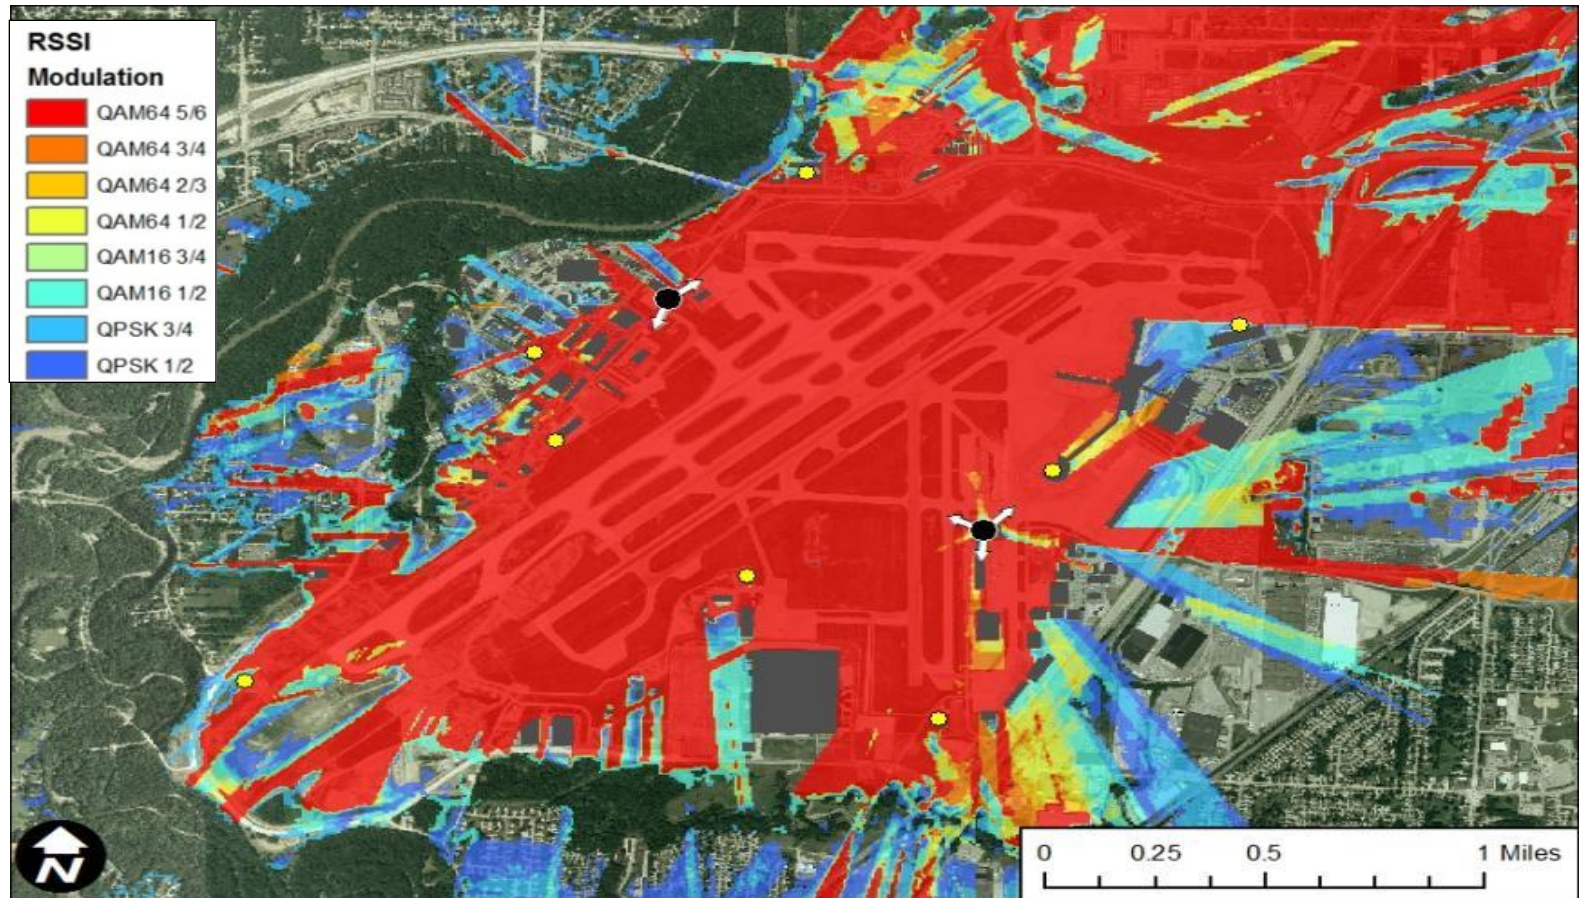 RSSI
Modulation
QAM64 5/6
QAM64 3/4
QAM64 2/3
QAM64 1/2
QAM16 3/4
QAM16 1/2
QPSK 3/4
QPSK 1/2
N
0 0.25 0.5 1 Miles